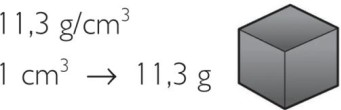 11,3 g/cm³
1 cm³ → 11,3 g